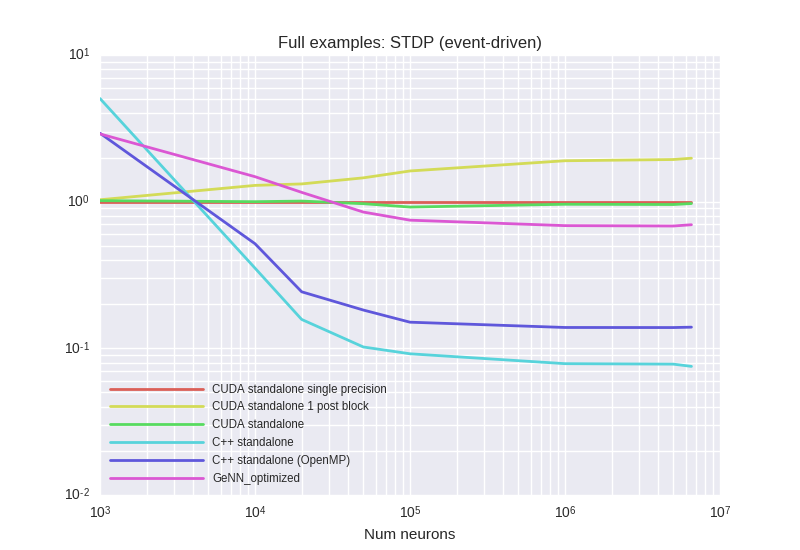 Full examples: STDP (event-driven)
10¹
10⁰
10⁻¹
10⁻²
CUDA standalone single precision
CUDA standalone 1 post block
CUDA standalone
C++ standalone
C++ standalone (OpenMP)
GeNN_optimized
10³ 10⁴ 10⁵ 10⁶ 10⁷
Num neurons